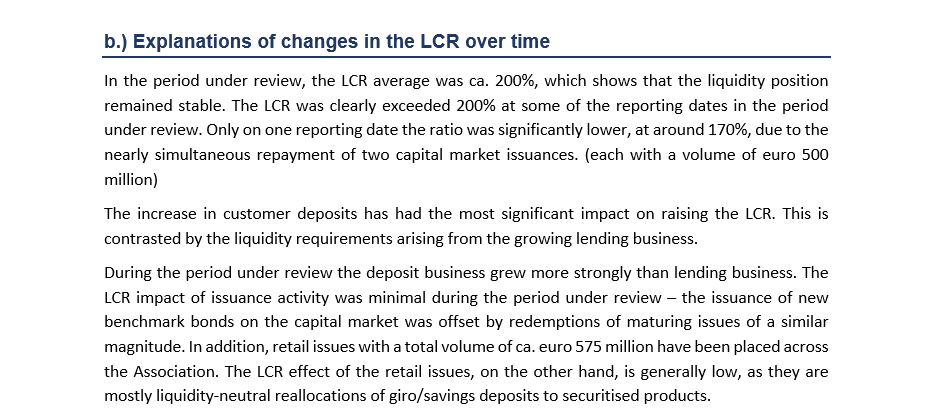 b.) Explanations of changes in the LCR over time
In the period under review, the LCR average was ca. 200%, which shows that the liquidity position
remained stable. The LCR was clearly exceeded 200% at some of the reporting dates in the period
under review. Only on one reporting date the ratio was significantly lower, at around 170%, due to the
nearly simultaneous repayment of two capital market issuances. (each with a volume of euro 500
million)
The increase in customer deposits has had the most significant impact on raising the LCR. This is
contrasted by the liquidity requirements arising from the growing lending business.
During the period under review the deposit business grew more strongly than lending business. The
LCR impact of issuance activity was minimal during the period under review – the issuance of new
benchmark bonds on the capital market was offset by redemptions of maturing issues of a similar
magnitude. In addition, retail issues with a total volume of ca. euro 575 million have been placed across
the Association. The LCR effect of the retail issues, on the other hand, is generally low, as they are
mostly liquidity-neutral reallocations of giro/savings deposits to securitised products.